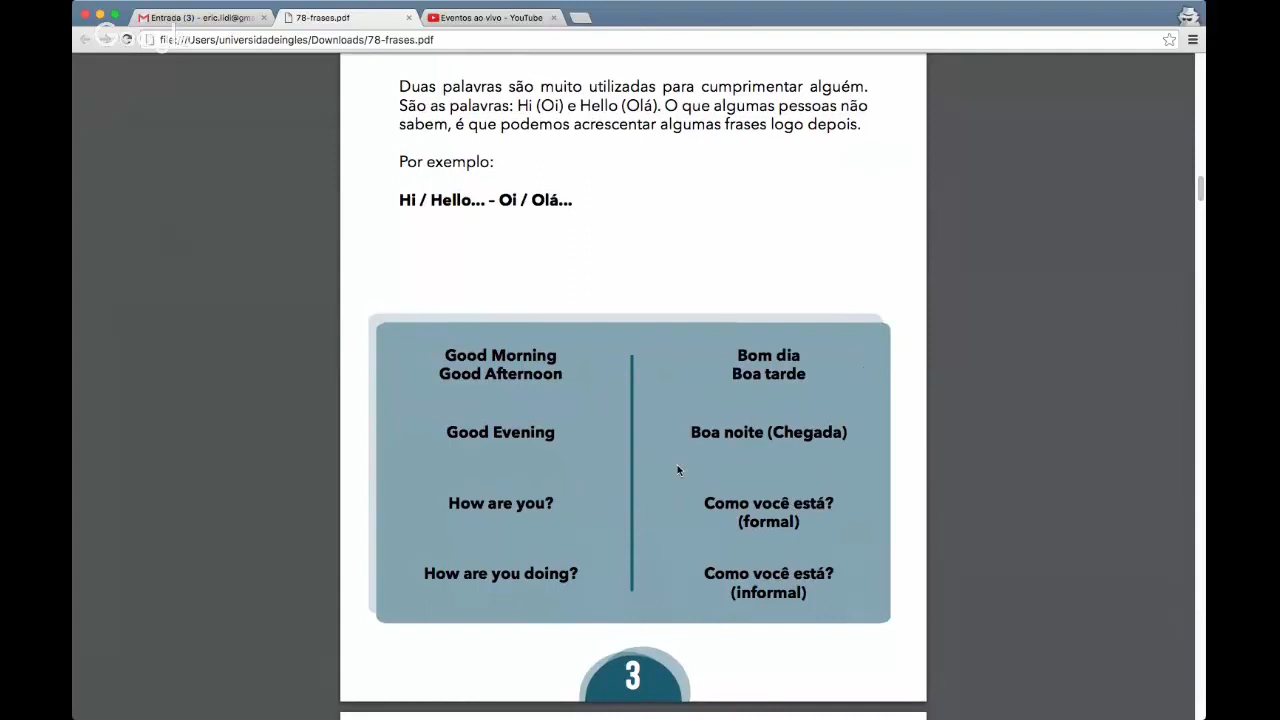 Entrada (3) - eric.lidl@gma
78-frases.pdf
Eventos ao vivo - YouTube
file:///Users/universidadeingles/Downloads/78-frases.pdf
Duas palavras são muito utilizadas para cumprimentar alguém.
São as palavras: Hi (Oi) e Hello (Olá). O que algumas pessoas não
sabem, é que podemos acrescentar algumas frases logo depois.
Por exemplo:
Hi / Hello... - Oi / Olá...
Good Morning
Bom dia
Good Afternoon
Boa tarde
Good Evening
Boa noite (Chegada)
How are you?
Como você está?
(formal)
How are you doing?
Como você está?
(informal)
3